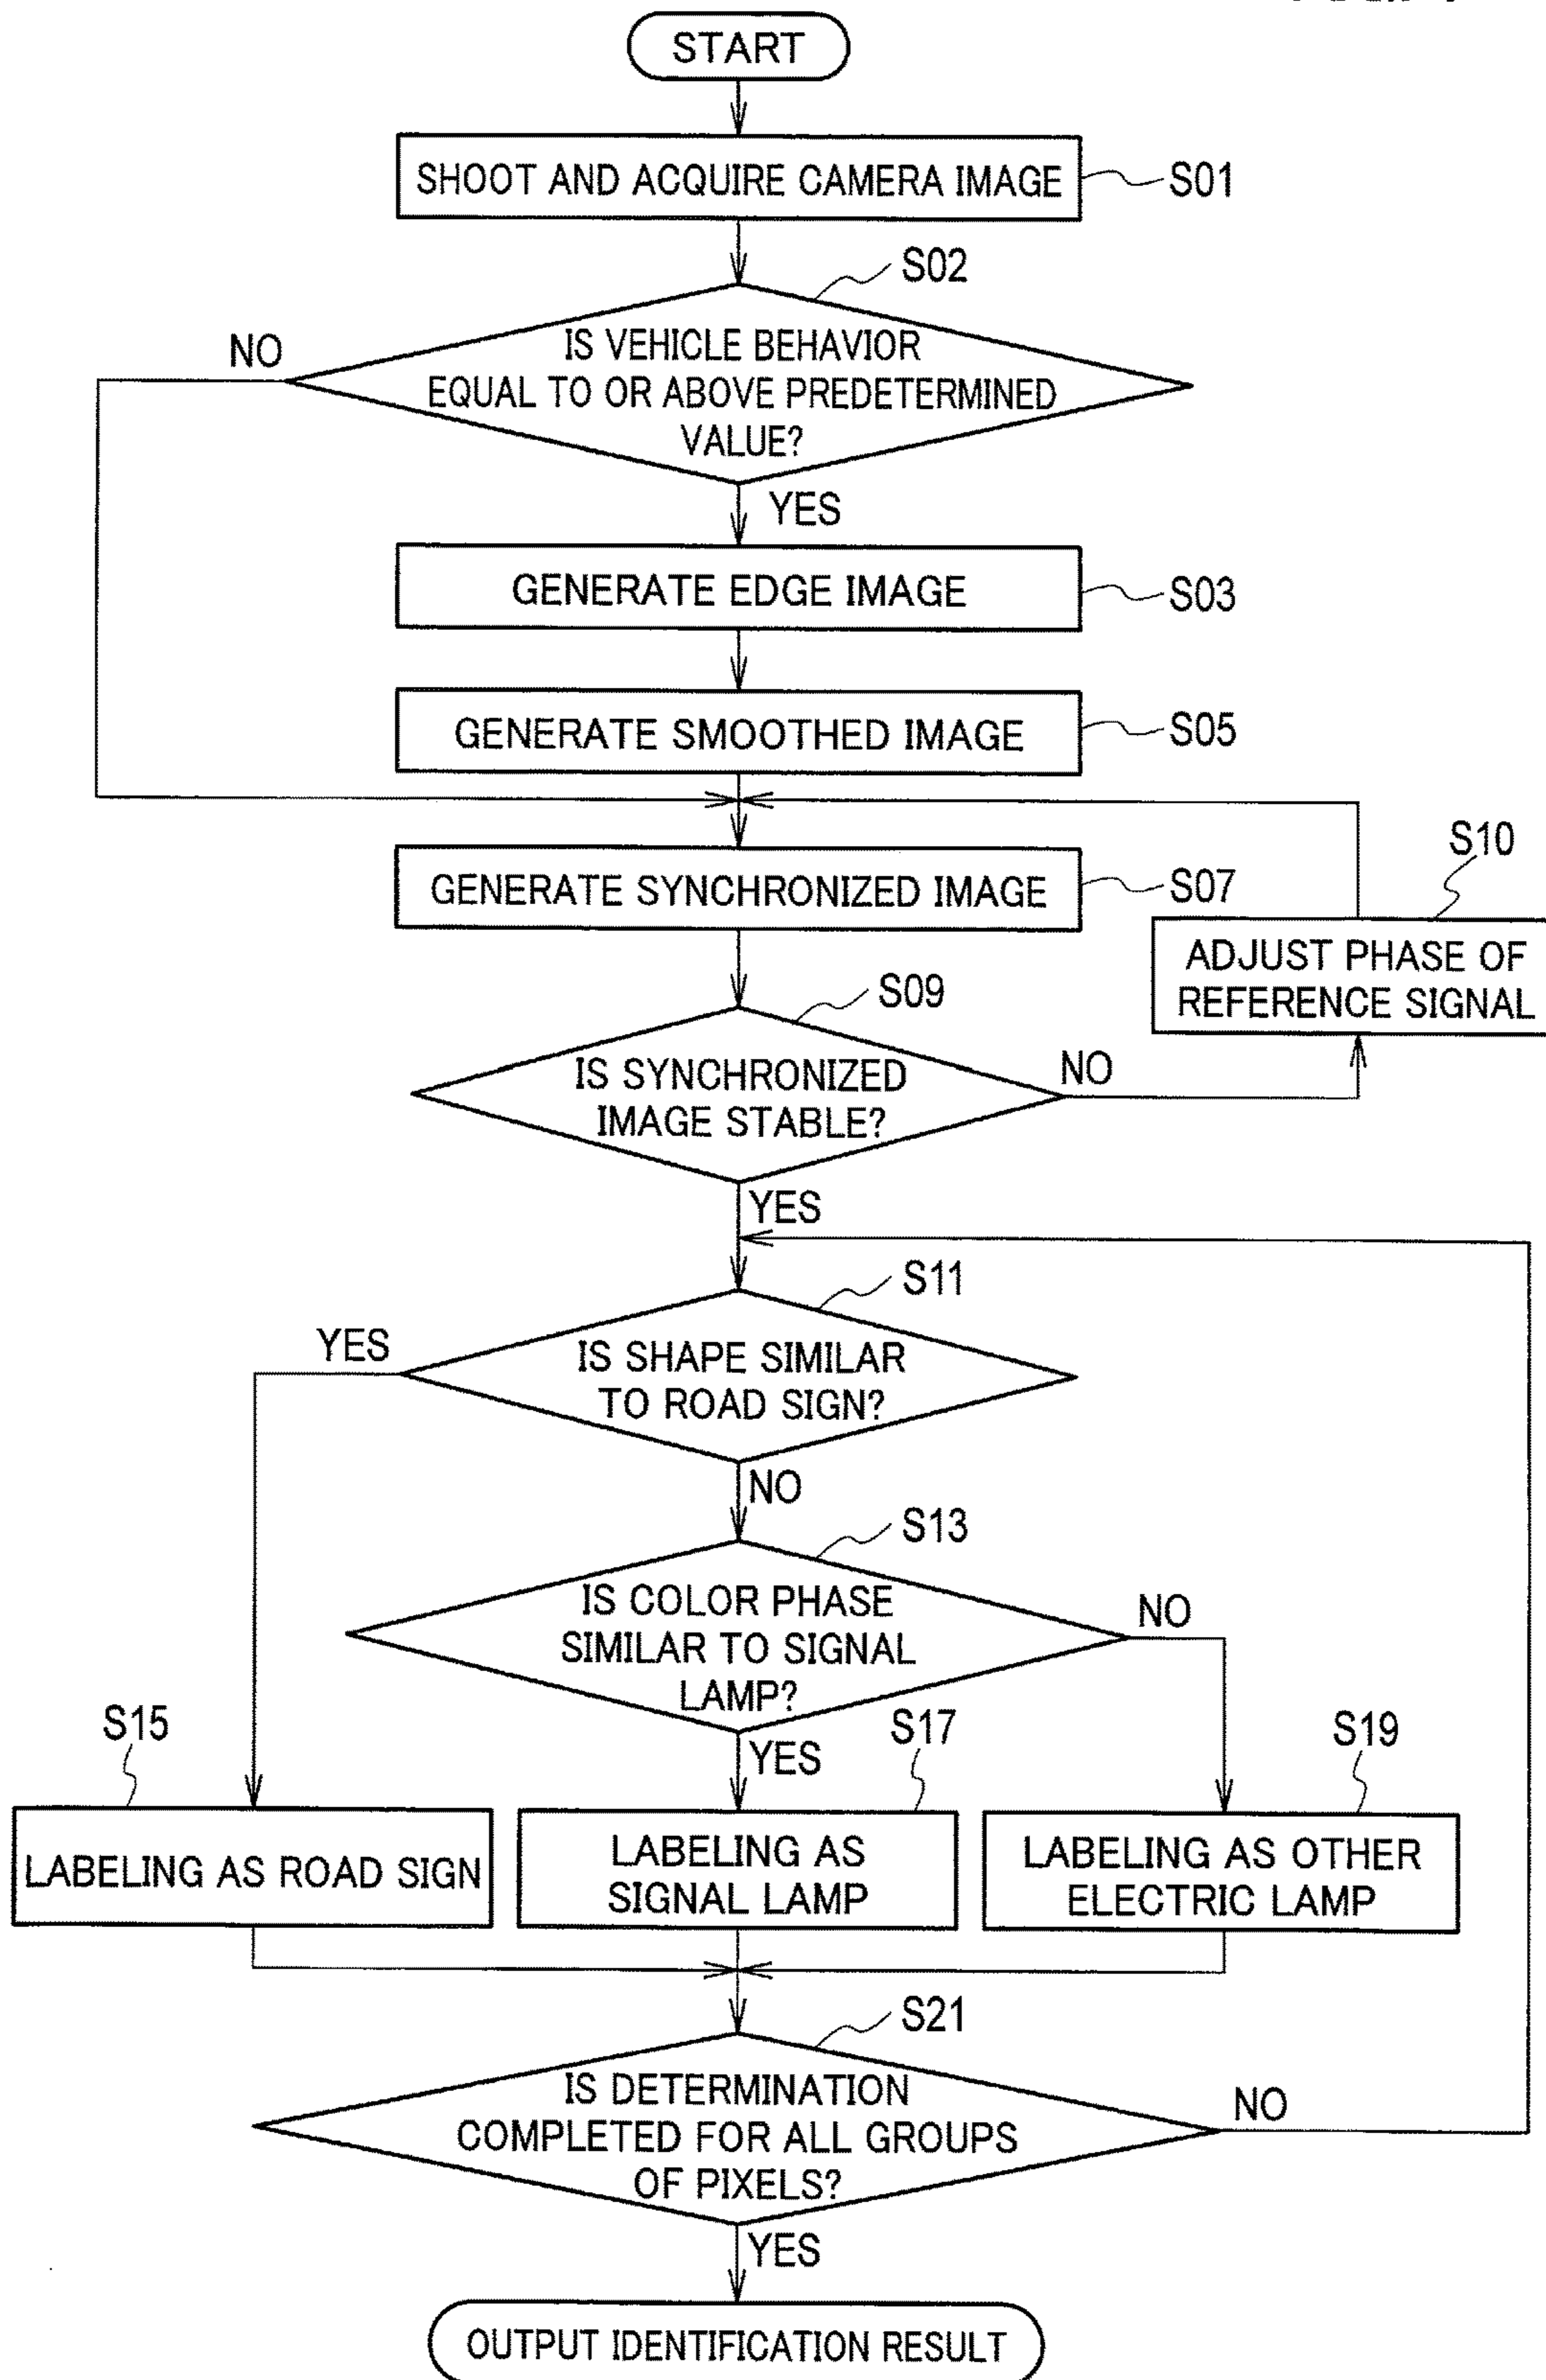 START
SHOOT AND ACQUIRE CAMERA IMAGE
S01
S02
IS VEHICLE BEHAVIOR
EQUAL TO OR ABOVE PREDETERMINED
VALUE?
NO
YES
GENERATE EDGE IMAGE
S03
GENERATE SMOOTHED IMAGE
S05
GENERATE SYNCHRONIZED IMAGE
S07
S10
ADJUST PHASE OF
REFERENCE SIGNAL
S09
IS SYNCHRONIZED
IMAGE STABLE?
NO
YES
S11
IS SHAPE SIMILAR
TO ROAD SIGN?
YES
NO
S13
IS COLOR PHASE
SIMILAR TO SIGNAL
LAMP?
NO
YES
S15
LABELING AS ROAD SIGN
S17
LABELING AS
SIGNAL LAMP
S19
LABELING AS OTHER
ELECTRIC LAMP
S21
IS DETERMINATION
COMPLETED FOR ALL GROUPS
OF PIXELS?
NO
YES
OUTPUT IDENTIFICATION RESULT